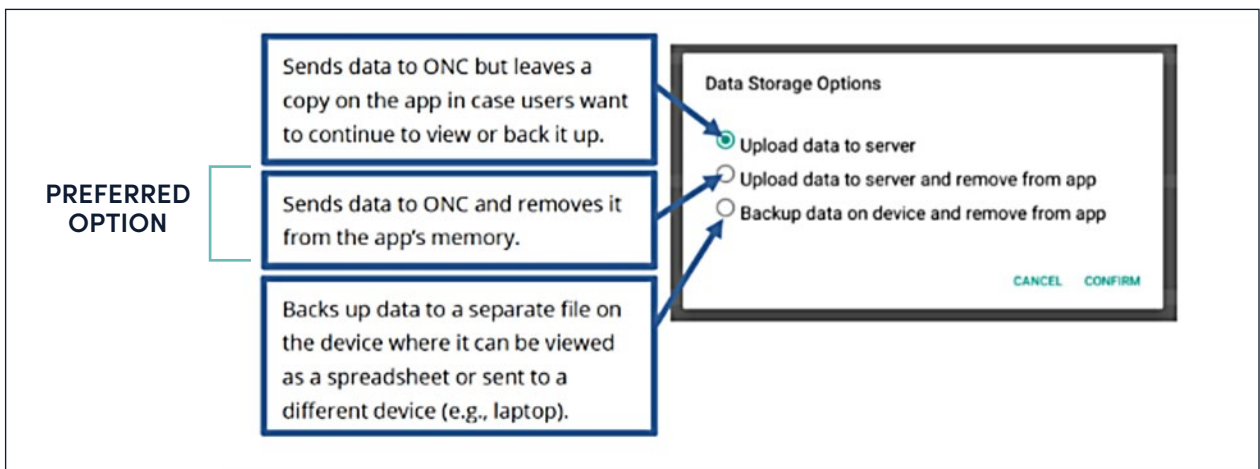 Sends data to ONC but leaves a
copy on the app in case users want
to continue to view or back it up.
PREFERRED
OPTION
Sends data to ONC and removes it
from the app's memory.
Backs up data to a separate file on
the device where it can be viewed
as a spreadsheet or sent to a
different device (e.g., laptop).
Data Storage Options
Upload data to server
Upload data to server and remove from app
Backup data on device and remove from app
CANCEL CONFIRM